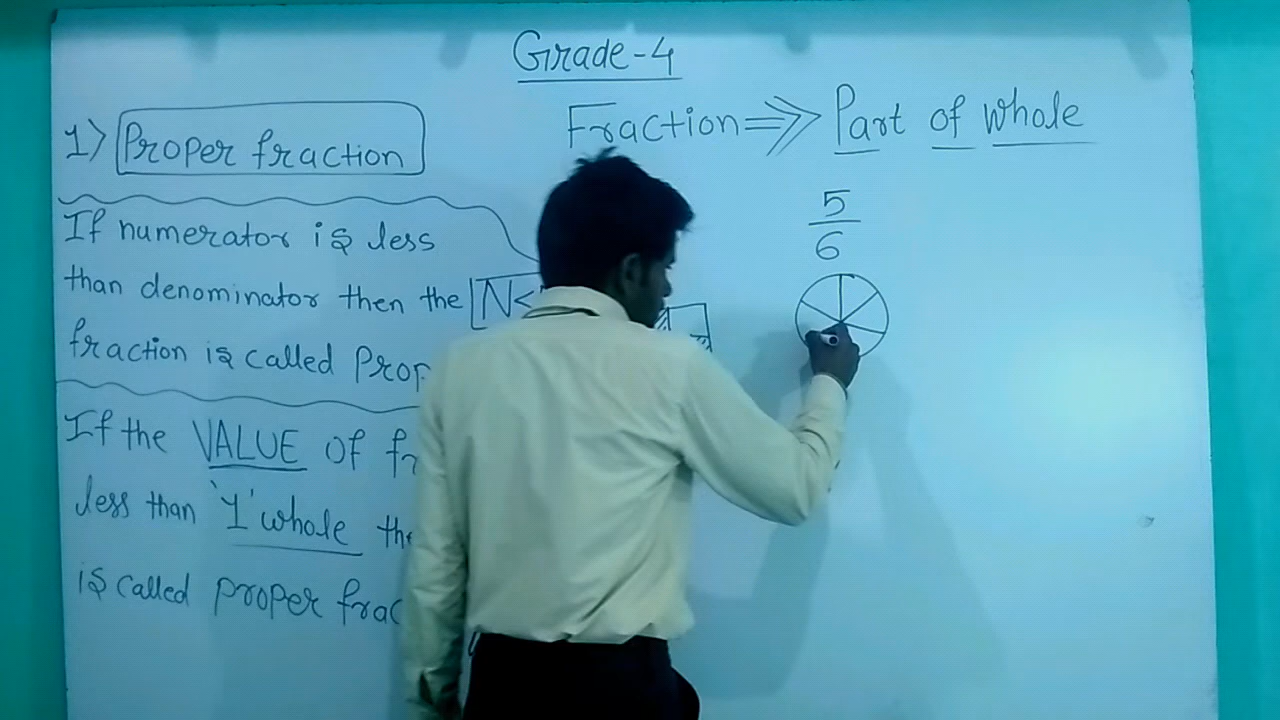 Grade-4
1) Proper fraction
If numerator is less
than denominator then the N<
fraction is called Prop
If the VALUE of fr
less than '1' whole the
is called proper frac
Fraction => Part of whole
5
6